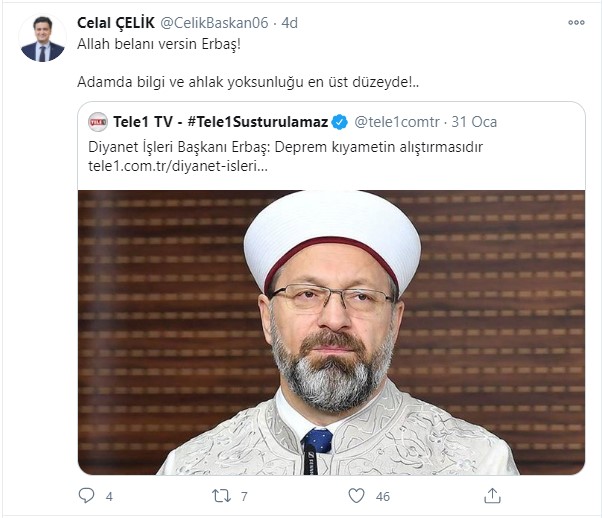 Celal ÇELİK @CelikBaskan06 · 4d
Allah belanı versin Erbaş!
Adamda bilgi ve ahlak yoksunluğu en üst düzeyde!..
TELE1 Tele1 TV - #Tele1Susturulamaz @tele1comtr · 31 Oca
Diyanet İşleri Başkanı Erbaş: Deprem kıyametin alıştırmasıdır
tele1.com.tr/diyanet-isleri...
4 7 46